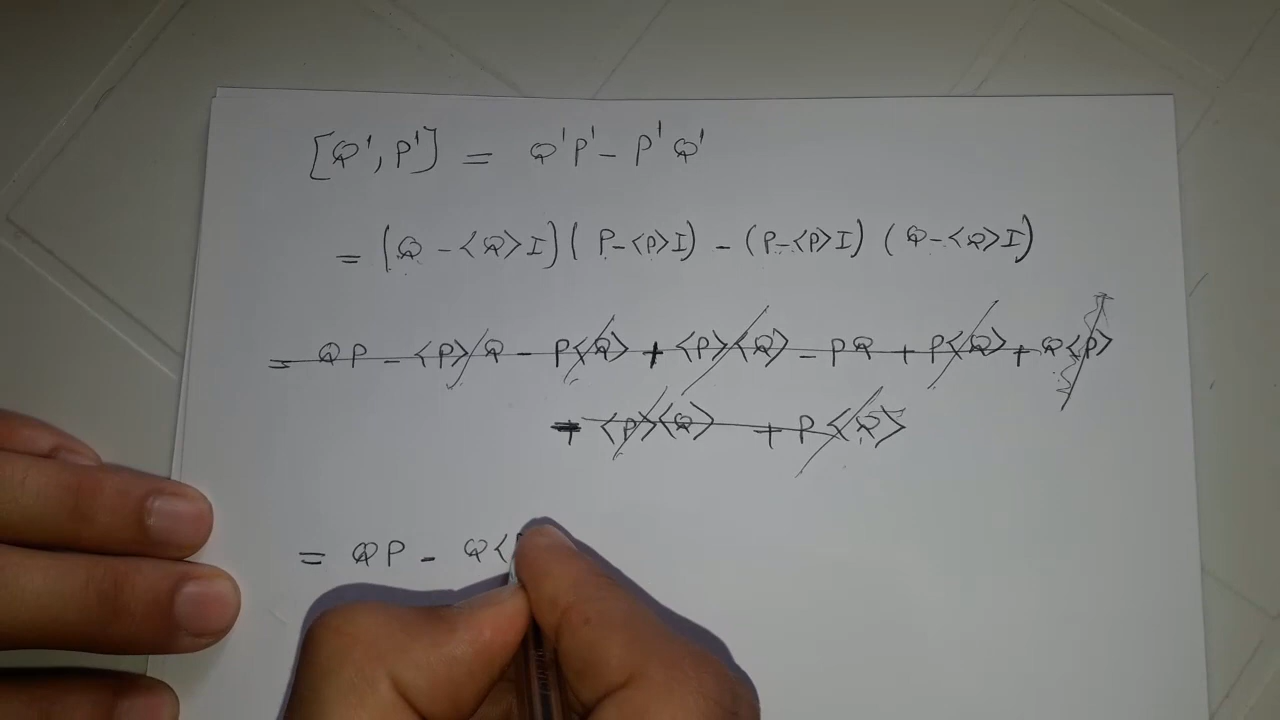 [Q', P'] = Q'P' - P'Q'
= (Q - <Q>I)(P - <P>I) - (P - <P>I)(Q - <Q>I)
= QP - <P>Q - P<Q> + <P><Q> - PQ + P<Q> + Q<P>
+ <P><Q> + P<Q>
= QP - Q<